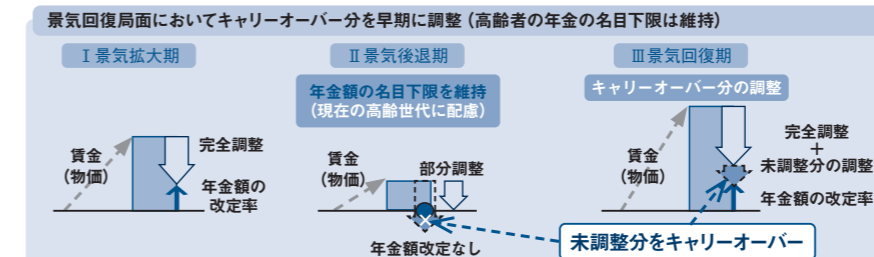 景気回復局面においてキャリーオーバー分を早期に調整（高齢者の年金の名目下限は維持）
Ⅰ景気拡大期
賃金
（物価）
完全調整
年金額の
改定率
Ⅱ景気後退期
年金額の名目下限を維持
（現在の高齢世代に配慮）
賃金
（物価）
部分調整
年金額改定なし
Ⅲ景気回復期
キャリーオーバー分の調整
賃金
（物価）
完全調整
＋
未調整分の調整
年金額の改定率
未調整分をキャリーオーバー